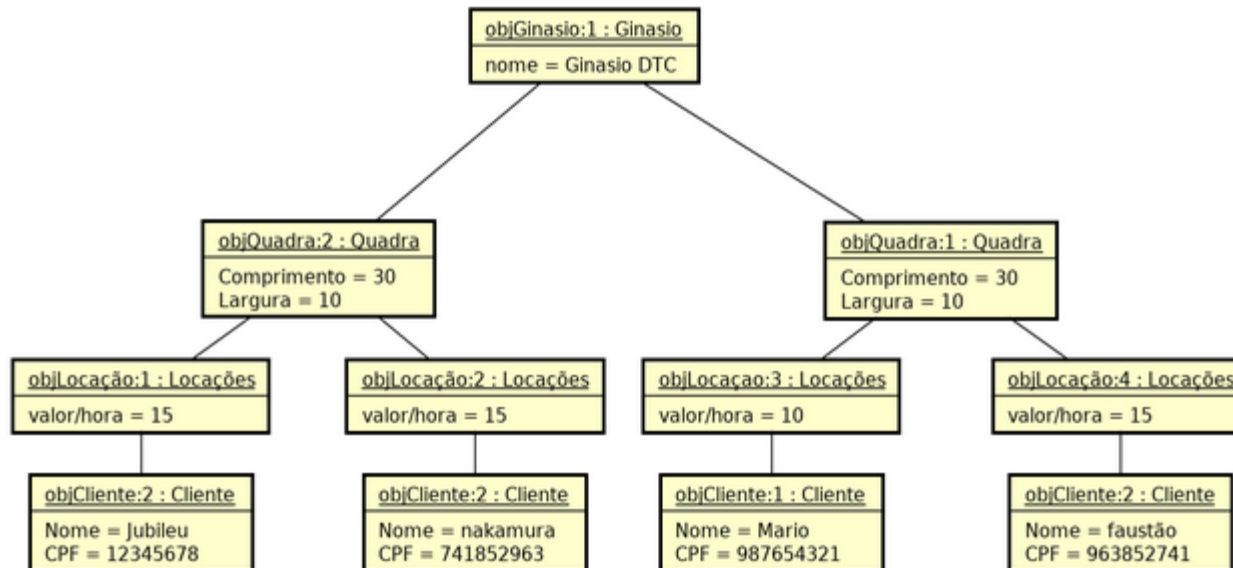 objGinasio:1 : Ginasio
nome = Ginasio DTC
objQuadra:2 : Quadra
Comprimento = 30
Largura = 10
objQuadra:1 : Quadra
Comprimento = 30
Largura = 10
objLocação:1 : Locações
valor/hora = 15
objLocação:2 : Locações
valor/hora = 15
objLocaçao:3 : Locações
valor/hora = 10
objLocação:4 : Locações
valor/hora = 15
objCliente:2 : Cliente
Nome = Jubileu
CPF = 12345678
objCliente:2 : Cliente
Nome = nakamura
CPF = 741852963
objCliente:1 : Cliente
Nome = Mario
CPF = 987654321
objCliente:2 : Cliente
Nome = faustão
CPF = 963852741